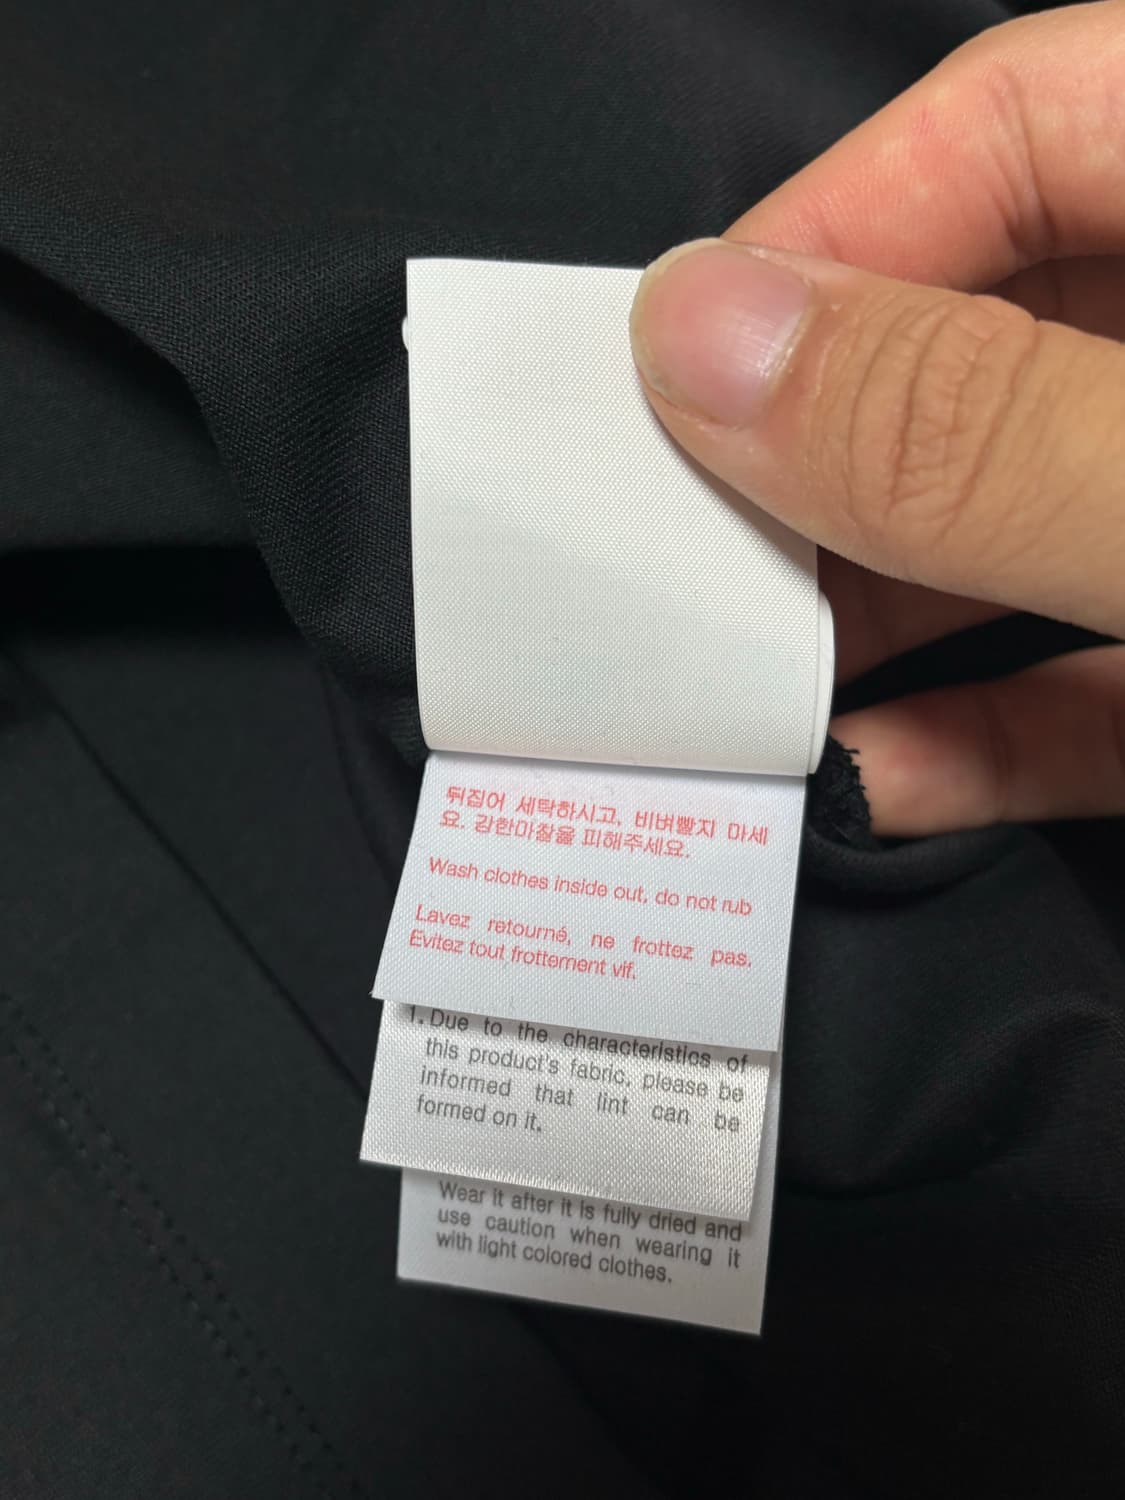 뒤집어 세탁하시고, 비벼빨지 마세
요. 강한마찰을 피해주세요.
Wash clothes inside out, do not rub
Lavez retourné, ne frottez pas.
Evitez tout frottement vif.
1. Due to the characteristics of
this product's fabric, please be
informed that lint can be
formed on it.
Wear it after it is fully dried and
use caution when wearing it
with light colored clothes.